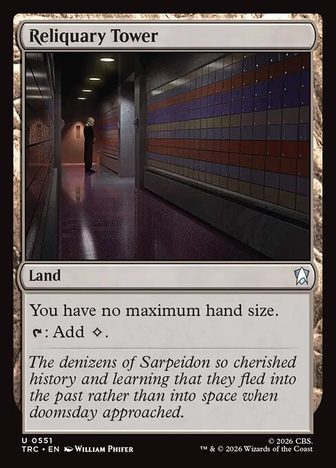 Reliquary Tower
Land
You have no maximum hand size.
: Add .
The denizens of Sarpeidon so cherished
history and learning that they fled into
the past rather than into space when
doomsday approached.
U 0551
TRC • EN William Phifer
© 2026 CBS.
™ & © 2026 Wizards of the Coast